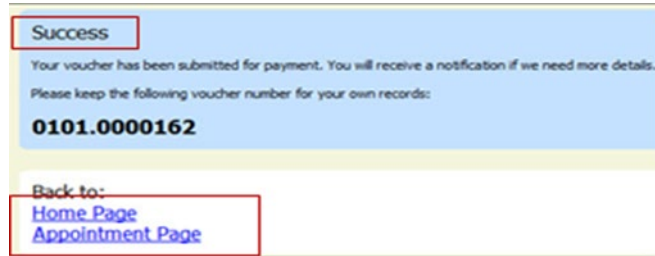 Success
Your voucher has been submitted for payment. You will receive a notification if we need more details.
Please keep the following voucher number for your own records:
0101.0000162
Back to:
Home Page
Appointment Page